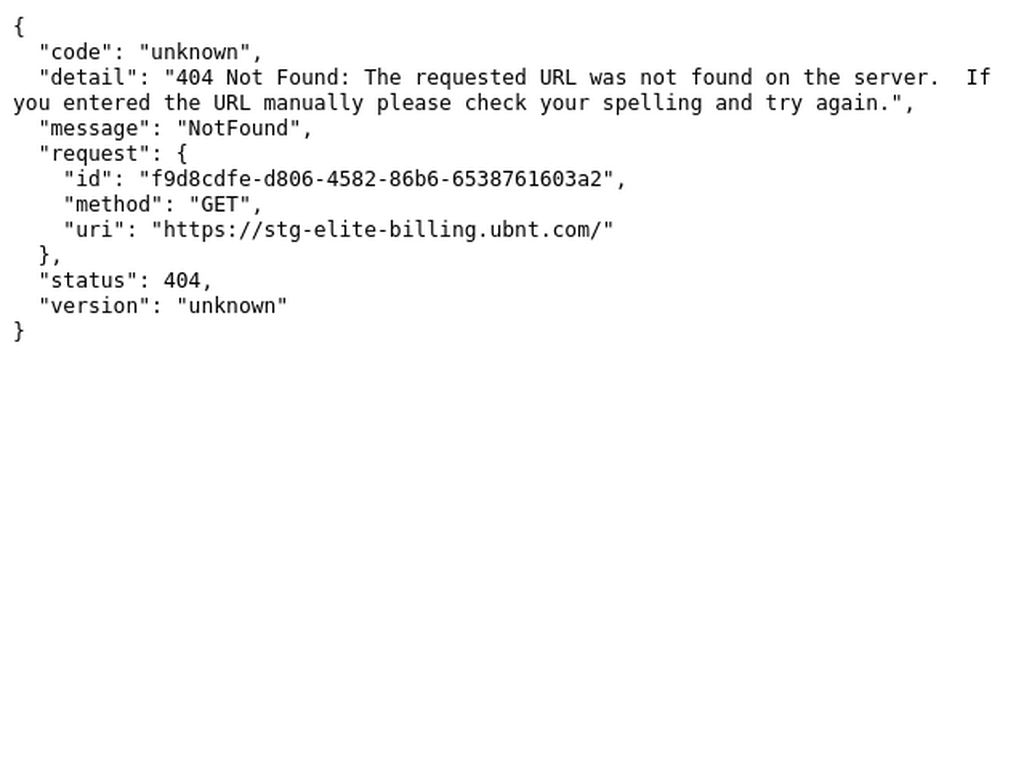 {
  "code": "unknown",
  "detail": "404 Not Found: The requested URL was not found on the server.  If
you entered the URL manually please check your spelling and try again.",
  "message": "NotFound",
  "request": {
    "id": "f9d8cdfe-d806-4582-86b6-6538761603a2",
    "method": "GET",
    "uri": "https://stg-elite-billing.ubnt.com/"
  },
  "status": 404,
  "version": "unknown"
}